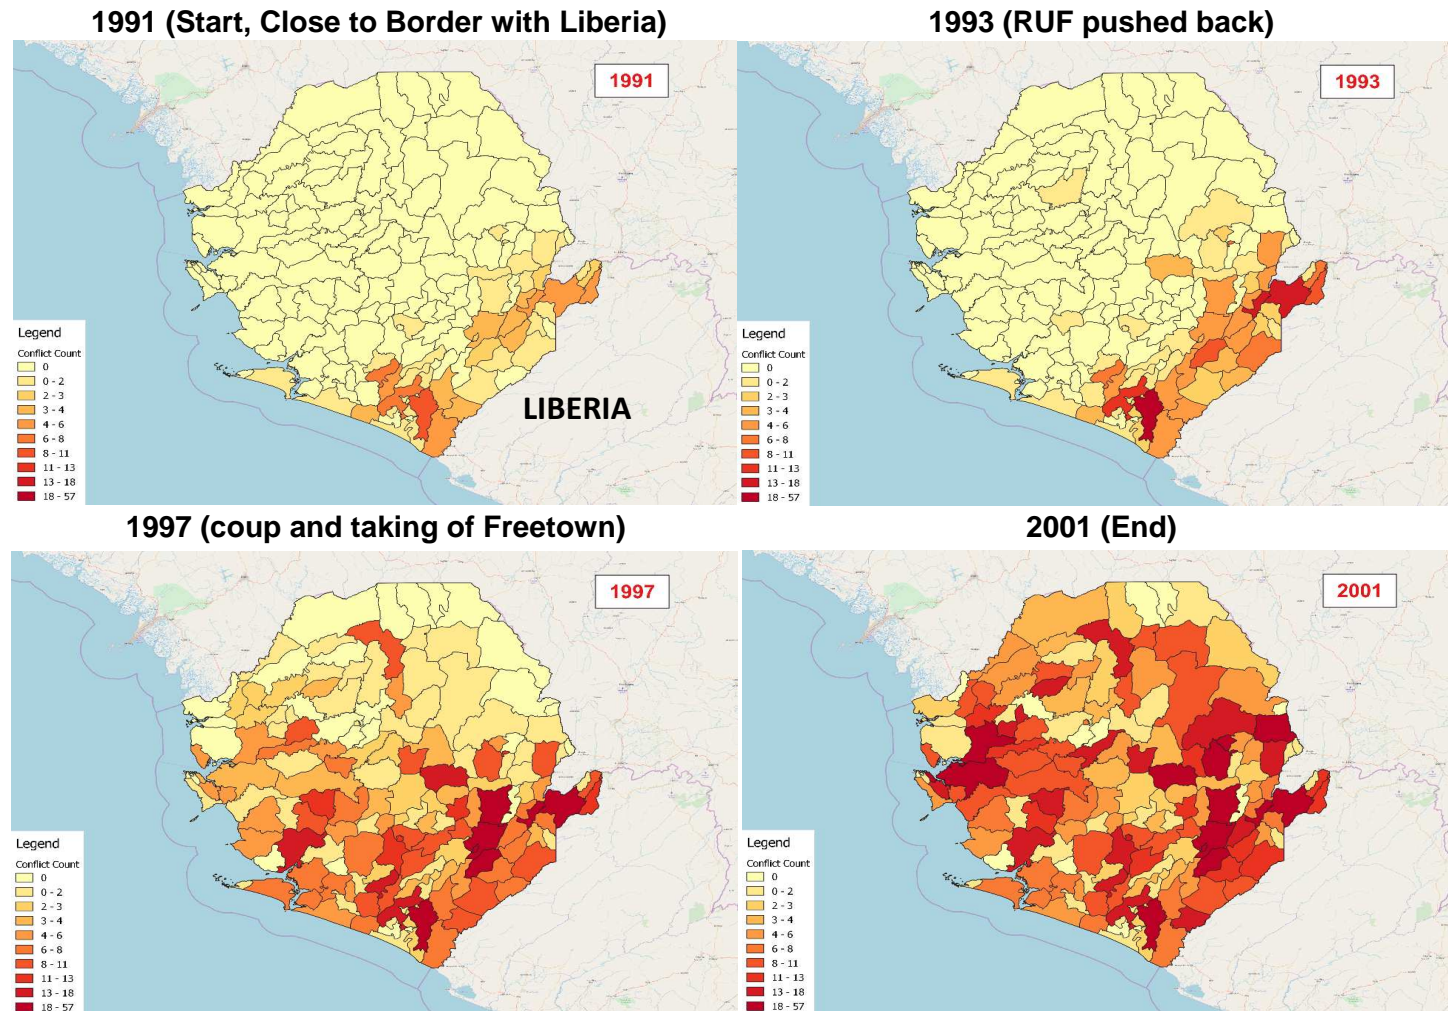 1991 (Start, Close to Border with Liberia)
1991
LIBERIA
Legend
Conflict Count
0
0 - 2
2 - 3
3 - 4
4 - 6
6 - 8
8 - 11
11 - 13
13 - 18
18 - 57
1993 (RUF pushed back)
1993
Legend
Conflict Count
0
0 - 2
2 - 3
3 - 4
4 - 6
6 - 8
8 - 11
11 - 13
13 - 18
18 - 57
1997 (coup and taking of Freetown)
1997
Legend
Conflict Count
0
0 - 2
2 - 3
3 - 4
4 - 6
6 - 8
8 - 11
11 - 13
13 - 18
18 - 57
2001 (End)
2001
Legend
Conflict Count
0
0 - 2
2 - 3
3 - 4
4 - 6
6 - 8
8 - 11
11 - 13
13 - 18
18 - 57